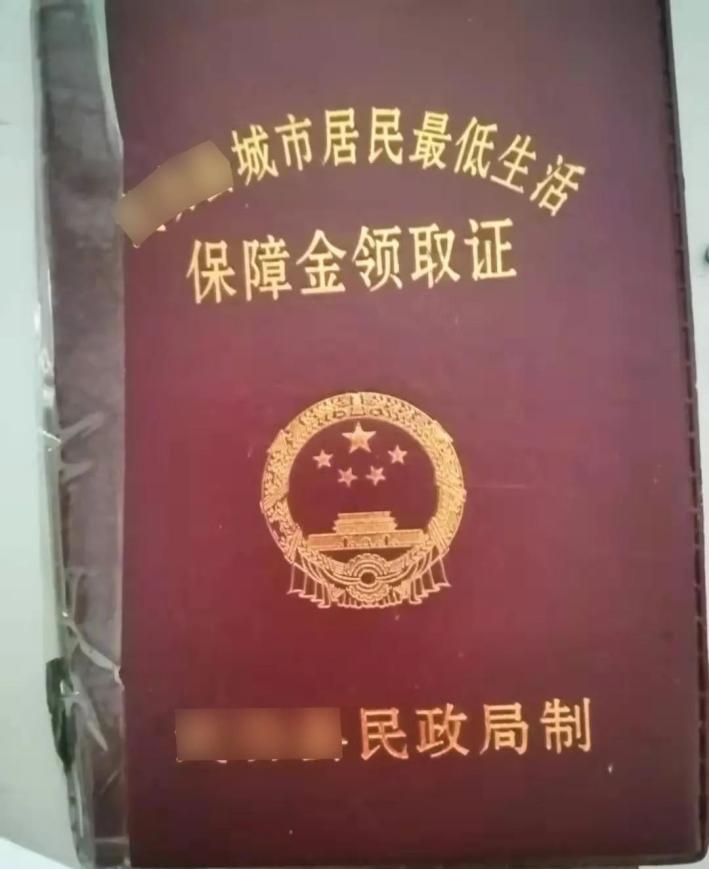 城市居民最低生活
保障金领取证
民政局制